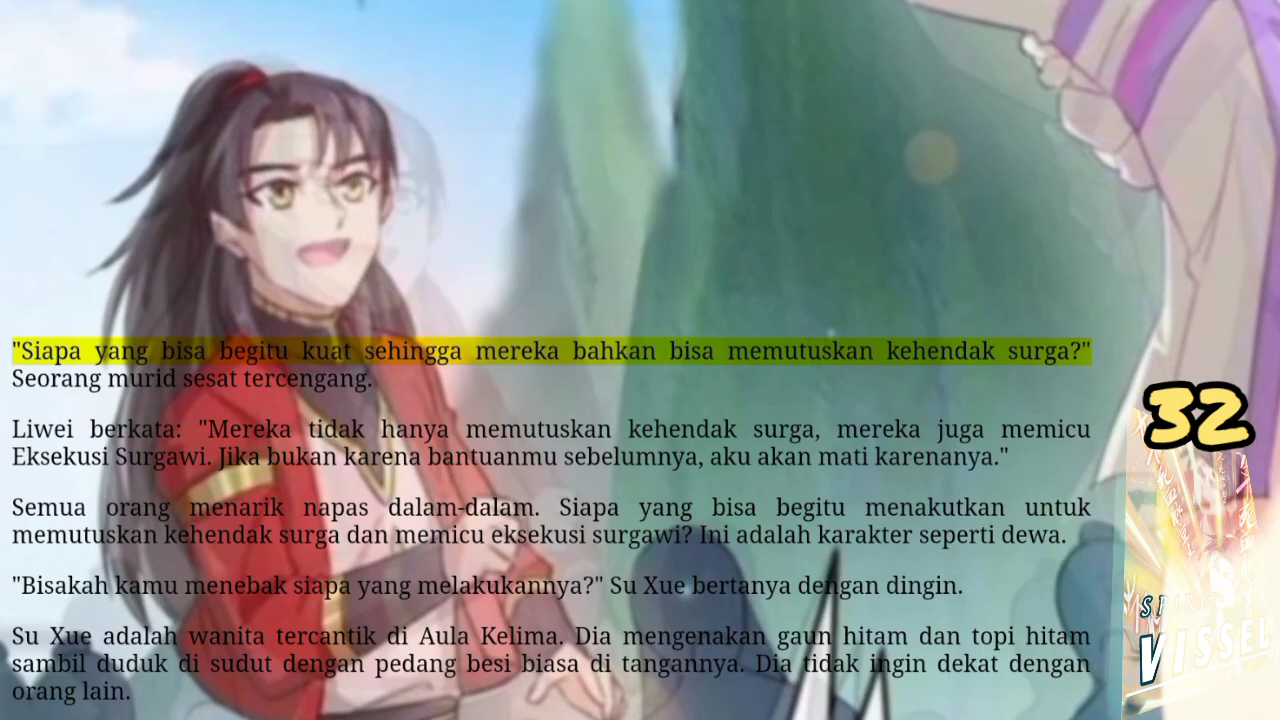 "Siapa yang bisa begitu kuat sehingga mereka bahkan bisa memutuskan kehendak surga?"
Seorang murid sesat tercengang.
Liwei berkata: "Mereka tidak hanya memutuskan kehendak surga, mereka juga memicu
Eksekusi Surgawi. Jika bukan karena bantuanmu sebelumnya, aku akan mati karenanya."
Semua orang menarik napas dalam-dalam. Siapa yang bisa begitu menakutkan untuk
memutuskan kehendak surga dan memicu eksekusi surgawi? Ini adalah karakter seperti dewa.
"Bisakah kamu menebak siapa yang melakukannya?" Su Xue bertanya dengan dingin.
Su Xue adalah wanita tercantik di Aula Kelima. Dia mengenakan gaun hitam dan topi hitam
sambil duduk di sudut dengan pedang besi biasa di tangannya. Dia tidak ingin dekat dengan
orang lain.
32
SPIRIT
VISSEL